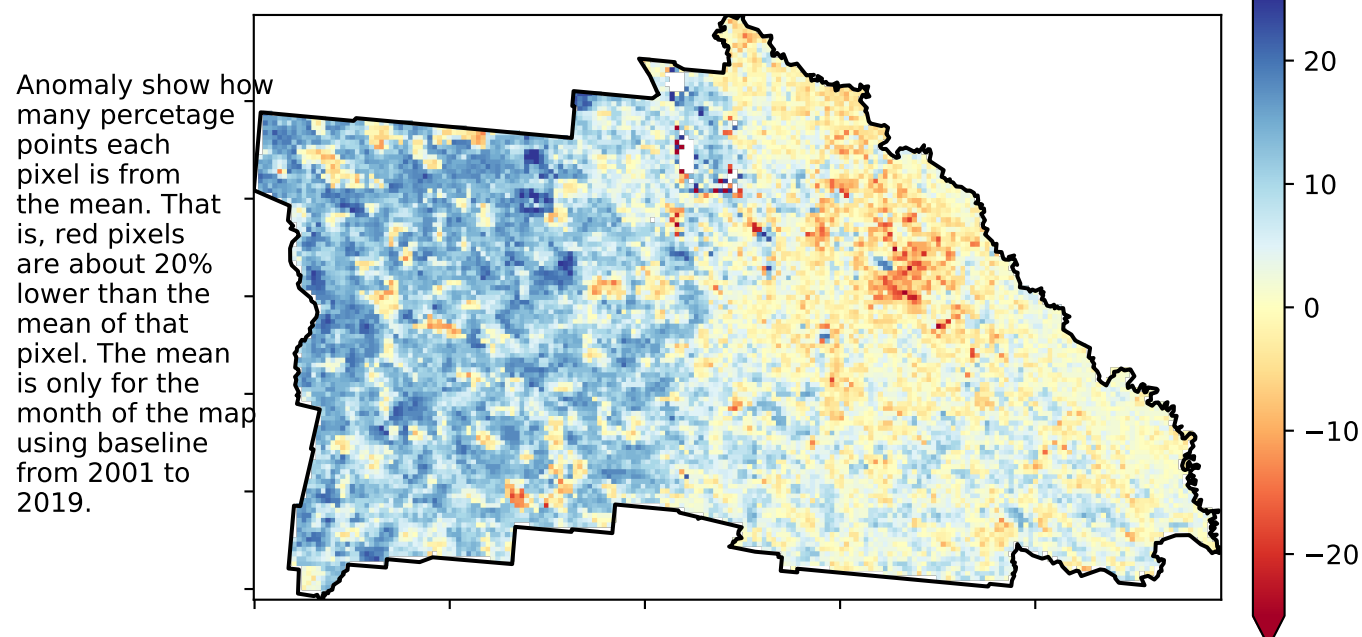 Anomaly show how
many percetage
points each
pixel is from
the mean. That
is, red pixels
are about 20%
lower than the
mean of that
pixel. The mean
is only for the
month of the map
using baseline
from 2001 to
2019.
20
10
0
−10
−20